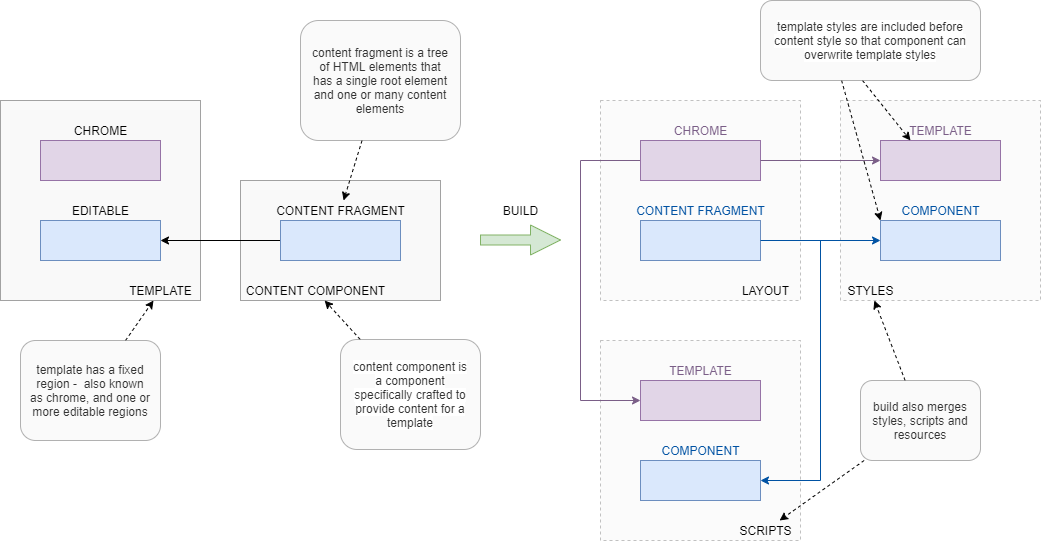 content fragment is a tree
of HTML elements that
has a single root element
and one or many content
elements
template styles are included before
content style so that component can
overwrite template styles
CHROME
EDITABLE
TEMPLATE
CONTENT FRAGMENT
CONTENT COMPONENT
BUILD
CHROME
CONTENT FRAGMENT
LAYOUT
TEMPLATE
COMPONENT
STYLES
template has a fixed
region -  also known
as chrome, and one or
more editable regions
content component is
a component
specifically crafted to
provide content for a
template
TEMPLATE
COMPONENT
SCRIPTS
build also merges
styles, scripts and
resources